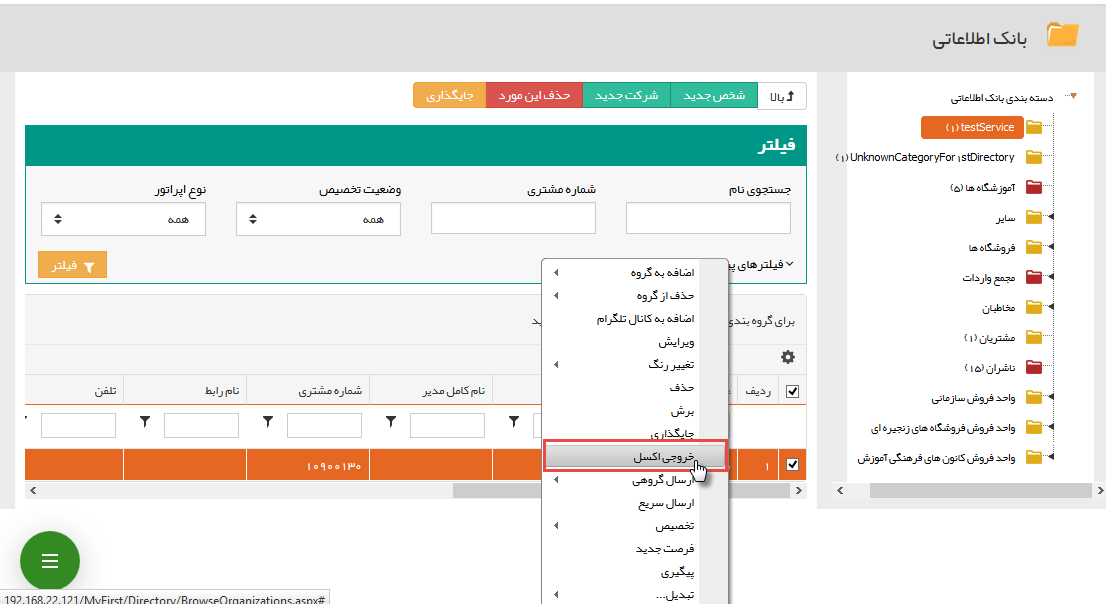 بانک اطلاعاتی
دسته بندی بانک اطلاعاتی
testService (۱)
UnknownCategoryFor1stDirectory (۱)
آموزشگاه ها (۵)
سایر
فروشگاه ها
مجمع واردات
مخاطبان
مشتریان (۱)
ناشران (۱۵)
واحد فروش سازمانی
واحد فروش فروشگاه های زنجیره ای
واحد فروش کانون های فرهنگی آموزش
بالا شخص جدید شرکت جدید حذف این مورد جایگذاری
فیلتر
جستجوی نام شماره مشتری وضعیت تخصیص نوع اپراتور
همه همه
فیلترهای
فیلتر
برای گروه بندی
ردیف نام کامل مدیر شماره مشتری نام رابط تلفن
۱ ۱۰۹۰۰۱۳۰
اضافه به گروه
حذف از گروه
اضافه به کانال تلگرام
ویرایش
تغییر رنگ
حذف
برش
جایگذاری
خروجی اکسل
ارسال گروهی
ارسال سریع
تخصیص
فرصت جدید
پیگیری
تبدیل...
192.168.22.121/MyFirst/Directory/BrowseOrganizations.aspx#